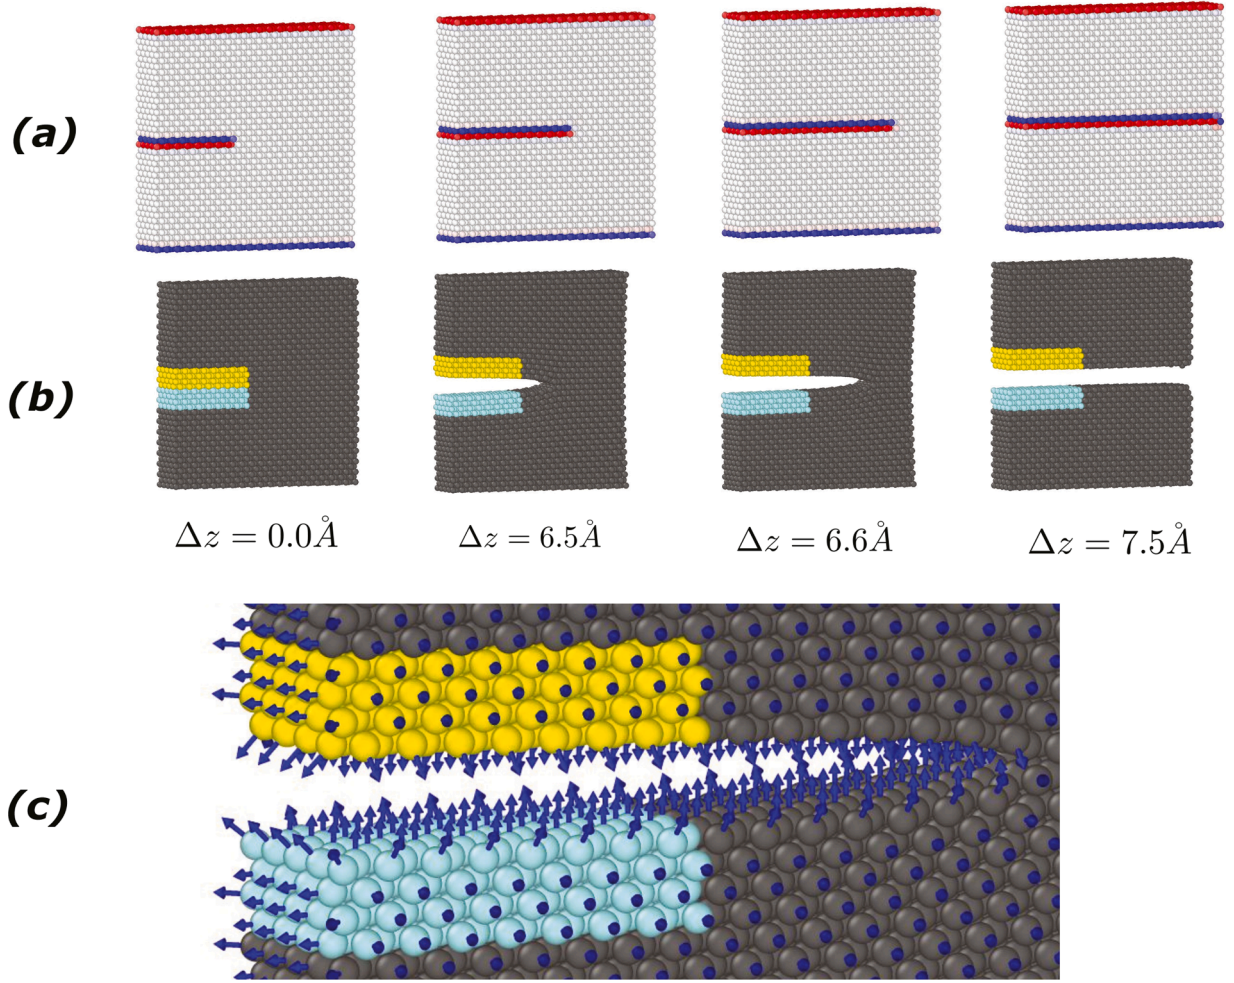 (a)
(b)
Δz = 0.0Å Δz = 6.5Å Δz = 6.6Å Δz = 7.5Å
(c)